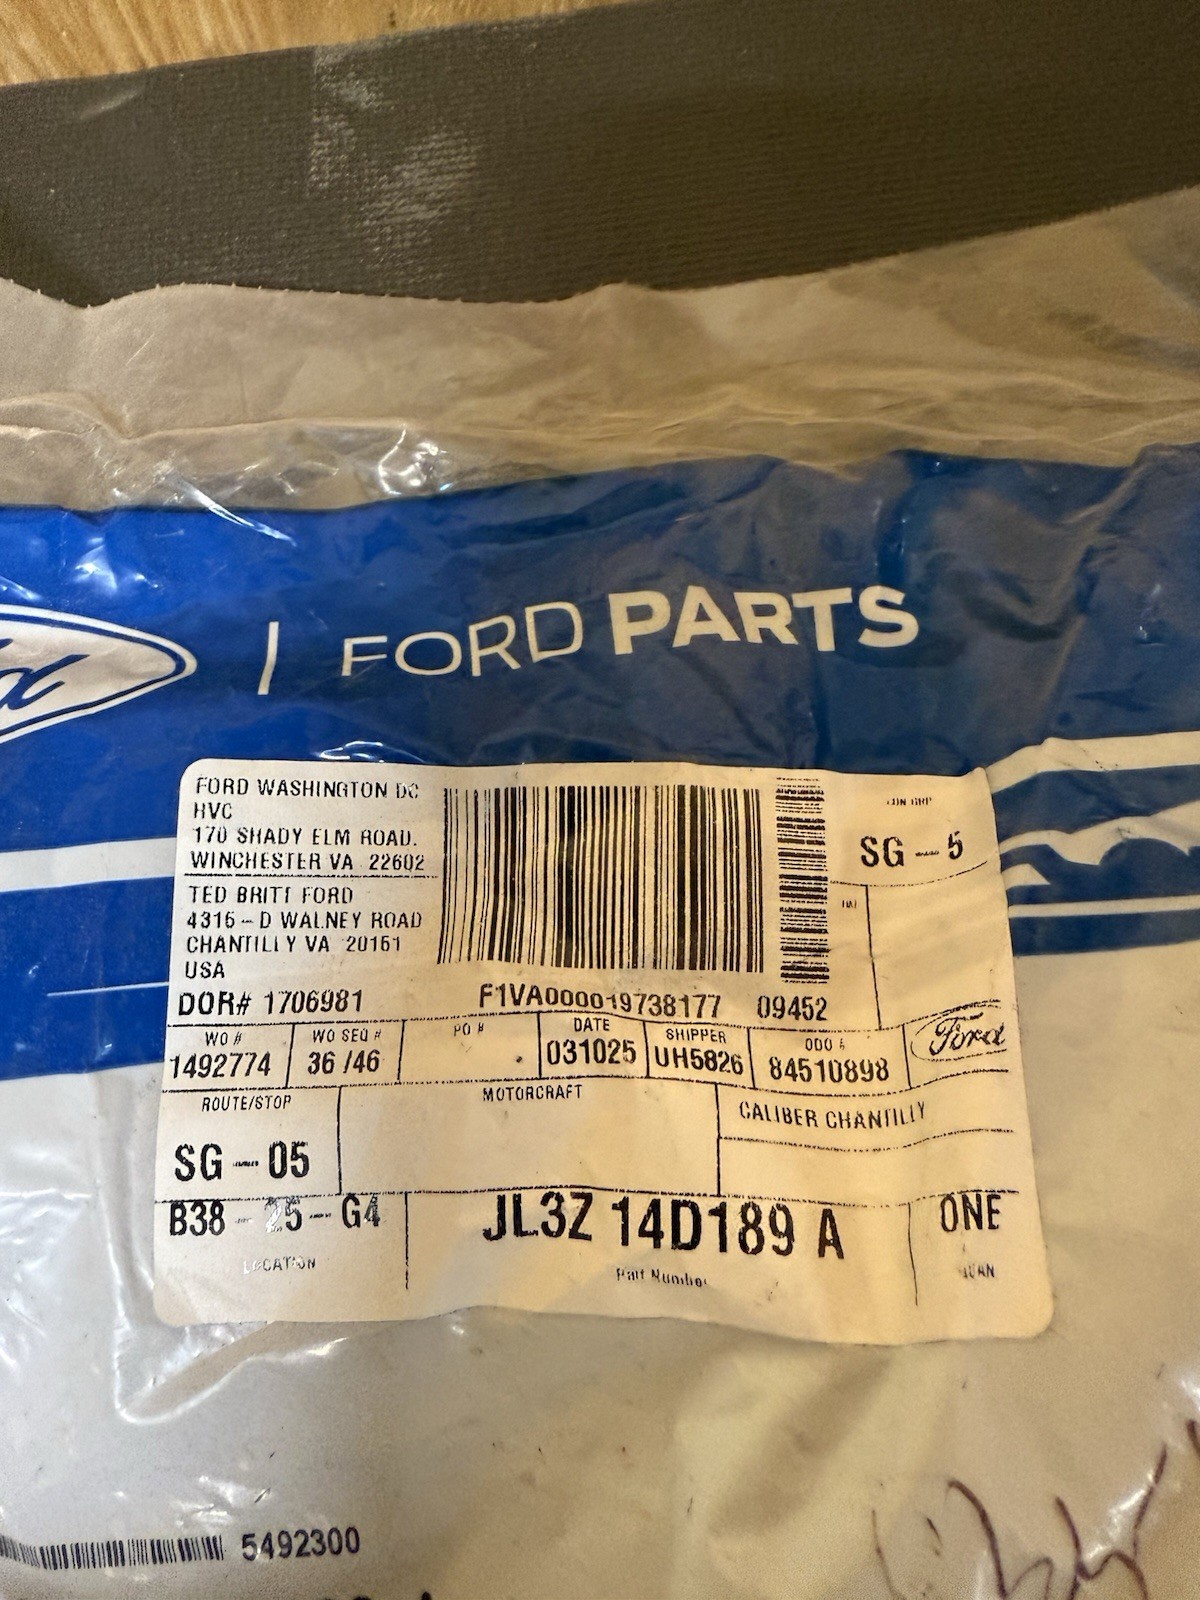 FORD PARTS
FORD WASHINGTON DC
HVC
170 SHADY ELM ROAD.
WINCHESTER VA 22602
TED BRITT FORD
4316-D WALNEY ROAD
CHANTILLY VA 20151
USA
DOR# 1706981
F1VA000019738177 09452
SG-5
WO #
1492774
WO SEQ #
36 /46
PO #
DATE
031025
SHIPPER
UH5826
ODO #
84510898
Ford
ROUTE/STOP
SG-05
MOTORCRAFT
CALIBER CHANTILLY
B38-25-G4
LOCATION
JL3Z 14D189 A
Part Number
ONE
QUAN
5492300